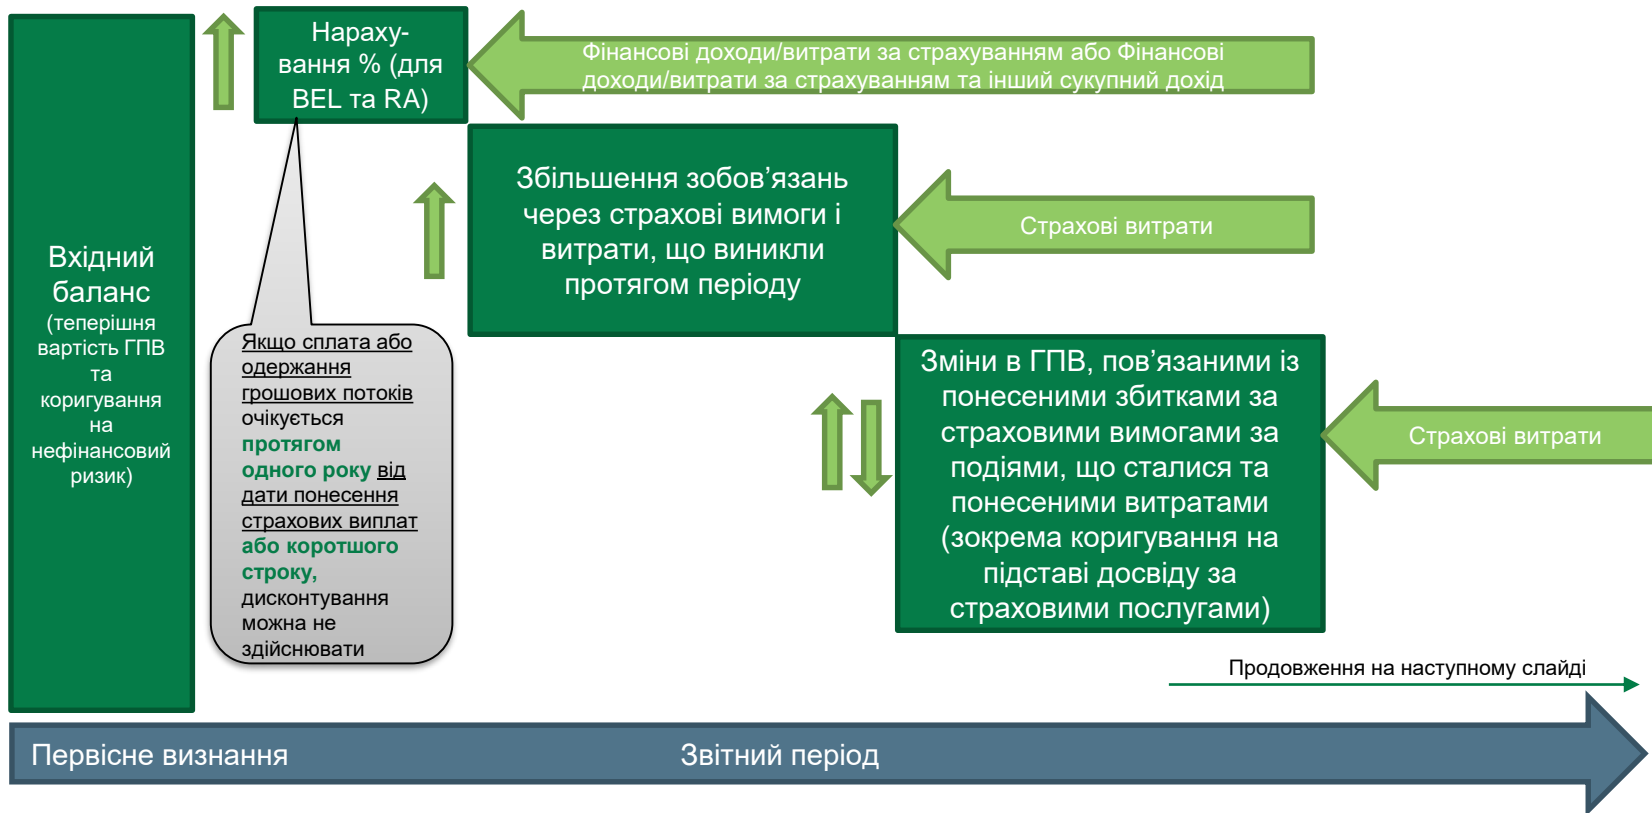 Вхідний
баланс
(теперішня
вартість ГПВ
та
коригування
на
нефінансовий
ризик)
Нараху-
вання % (для
BEL та RA)
Фінансові доходи/витрати за страхуванням або Фінансові
доходи/витрати за страхуванням та інший сукупний дохід
Збільшення зобов’язань
через страхові вимоги і
витрати, що виникли
протягом періоду
Страхові витрати
Якщо сплата або
одержання
грошових потоків
очікується
протягом
одного року від
дати понесення
страхових виплат
або коротшого
строку,
дисконтування
можна не
здійснювати
Зміни в ГПВ, пов’язаними із
понесеними збитками за
страховими вимогами за
подіями, що сталися та
понесеними витратами
(зокрема коригування на
підставі досвіду за
страховими послугами)
Страхові витрати
Продовження на наступному слайді
Первісне визнання
Звітний період